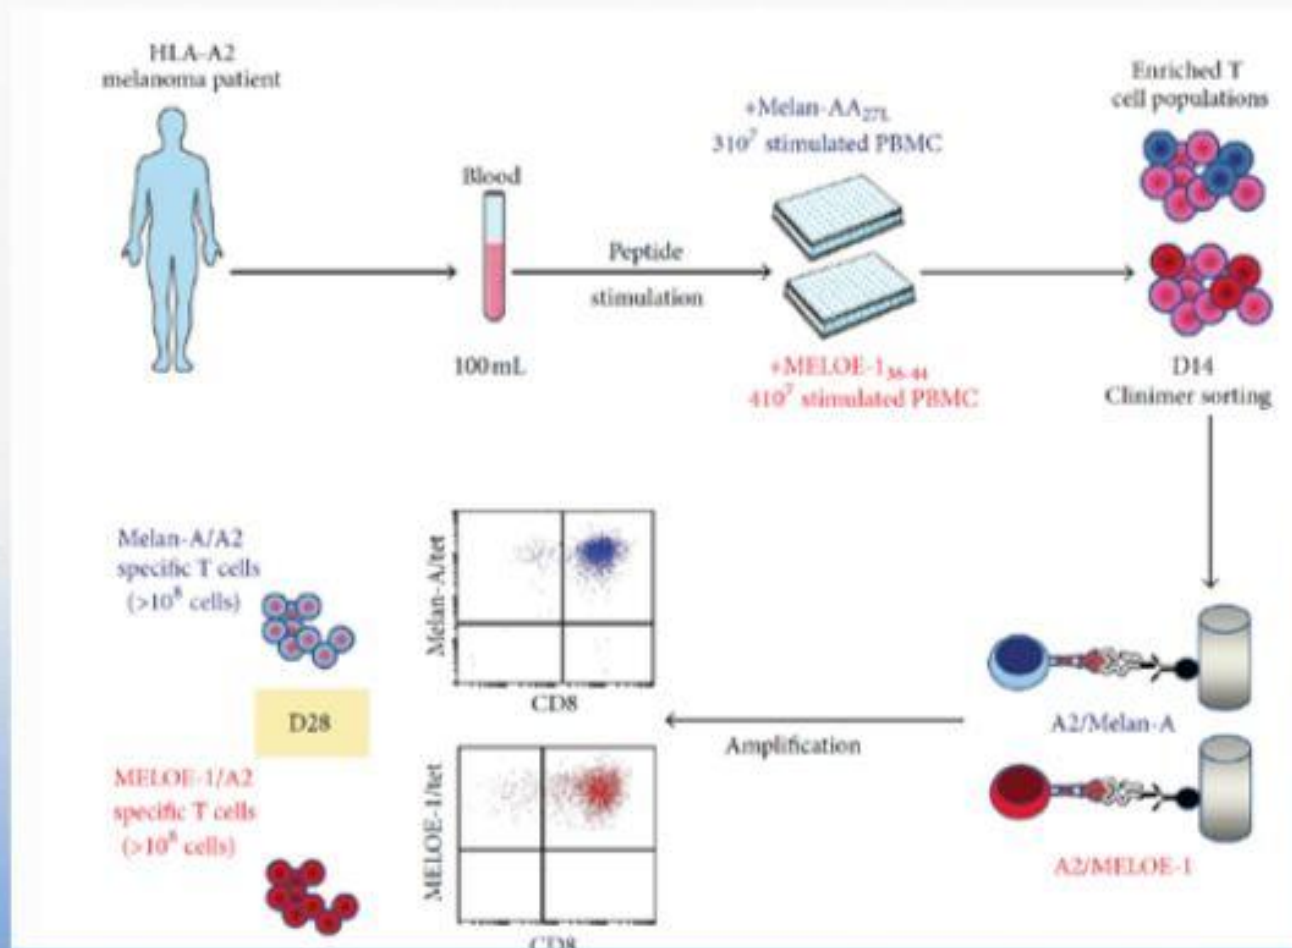 HLA-A2
melanoma patient
Blood
100 mL
Peptide
stimulation
+Melan-AA27L
310⁷ stimulated PBMC
+MELOE-136-44
410⁷ stimulated PBMC
Enriched T
cell populations
D14
Clinimer sorting
A2/Melan-A
A2/MELOE-1
Amplification
Melan-A/tet
CD8
MELOE-1/tet
CD8
Melan-A/A2
specific T cells
(>10⁸ cells)
D28
MELOE-1/A2
specific T cells
(>10⁸ cells)